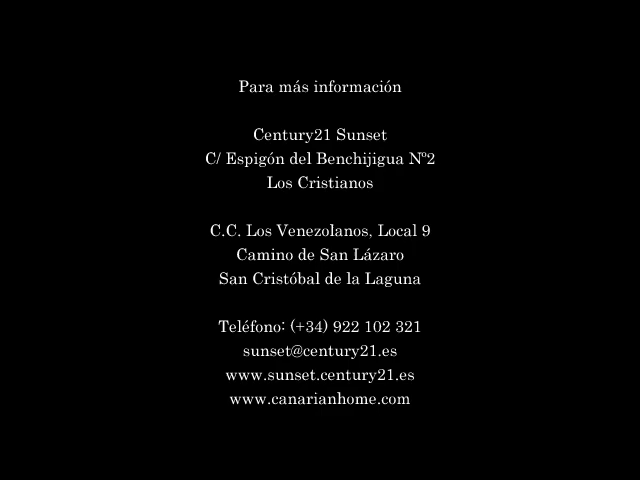 Para más información
Century21 Sunset
C/ Espigón del Benchijigua Nº2
Los Cristianos
C.C. Los Venezolanos, Local 9
Camino de San Lázaro
San Cristóbal de la Laguna
Teléfono: (+34) 922 102 321
sunset@century21.es
www.sunset.century21.es
www.canarianhome.com